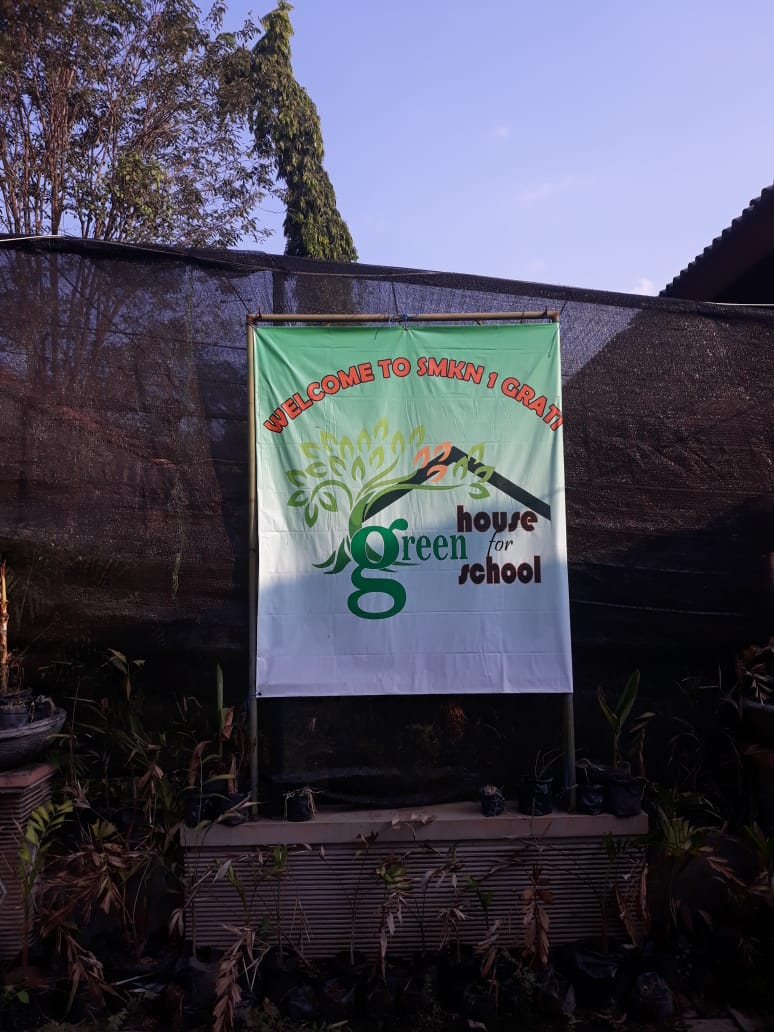 WELCOME TO SMKN 1 GRATI
green house
for
school